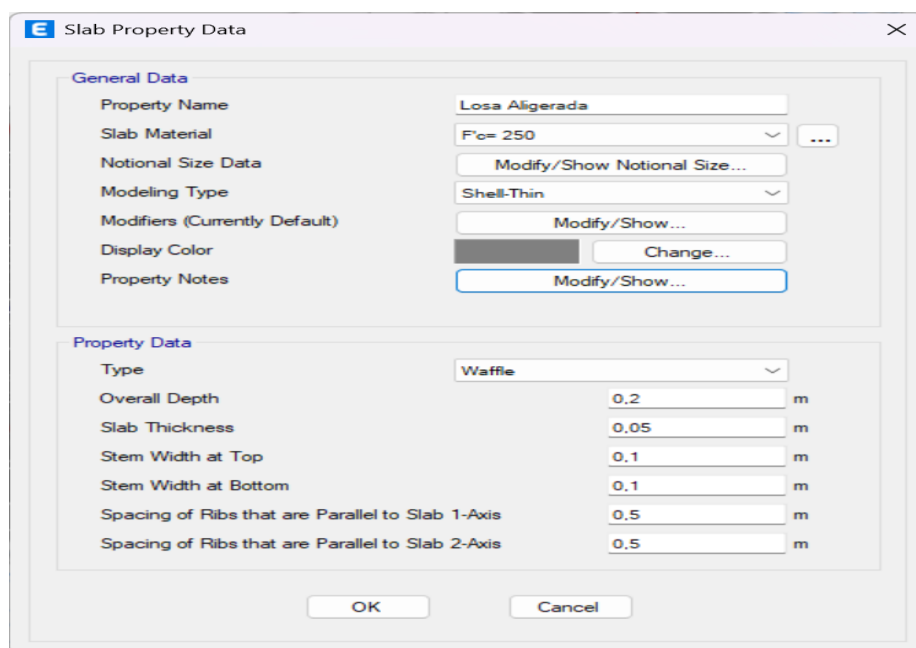 E Slab Property Data
General Data
Property Name Losa Aligerada
Slab Material F'c= 250 ...
Notional Size Data Modify/Show Notional Size...
Modeling Type Shell-Thin
Modifiers (Currently Default) Modify/Show...
Display Color Change...
Property Notes Modify/Show...
Property Data
Type Waffle
Overall Depth 0,2 m
Slab Thickness 0,05 m
Stem Width at Top 0,1 m
Stem Width at Bottom 0,1 m
Spacing of Ribs that are Parallel to Slab 1-Axis 0,5 m
Spacing of Ribs that are Parallel to Slab 2-Axis 0,5 m
OK Cancel